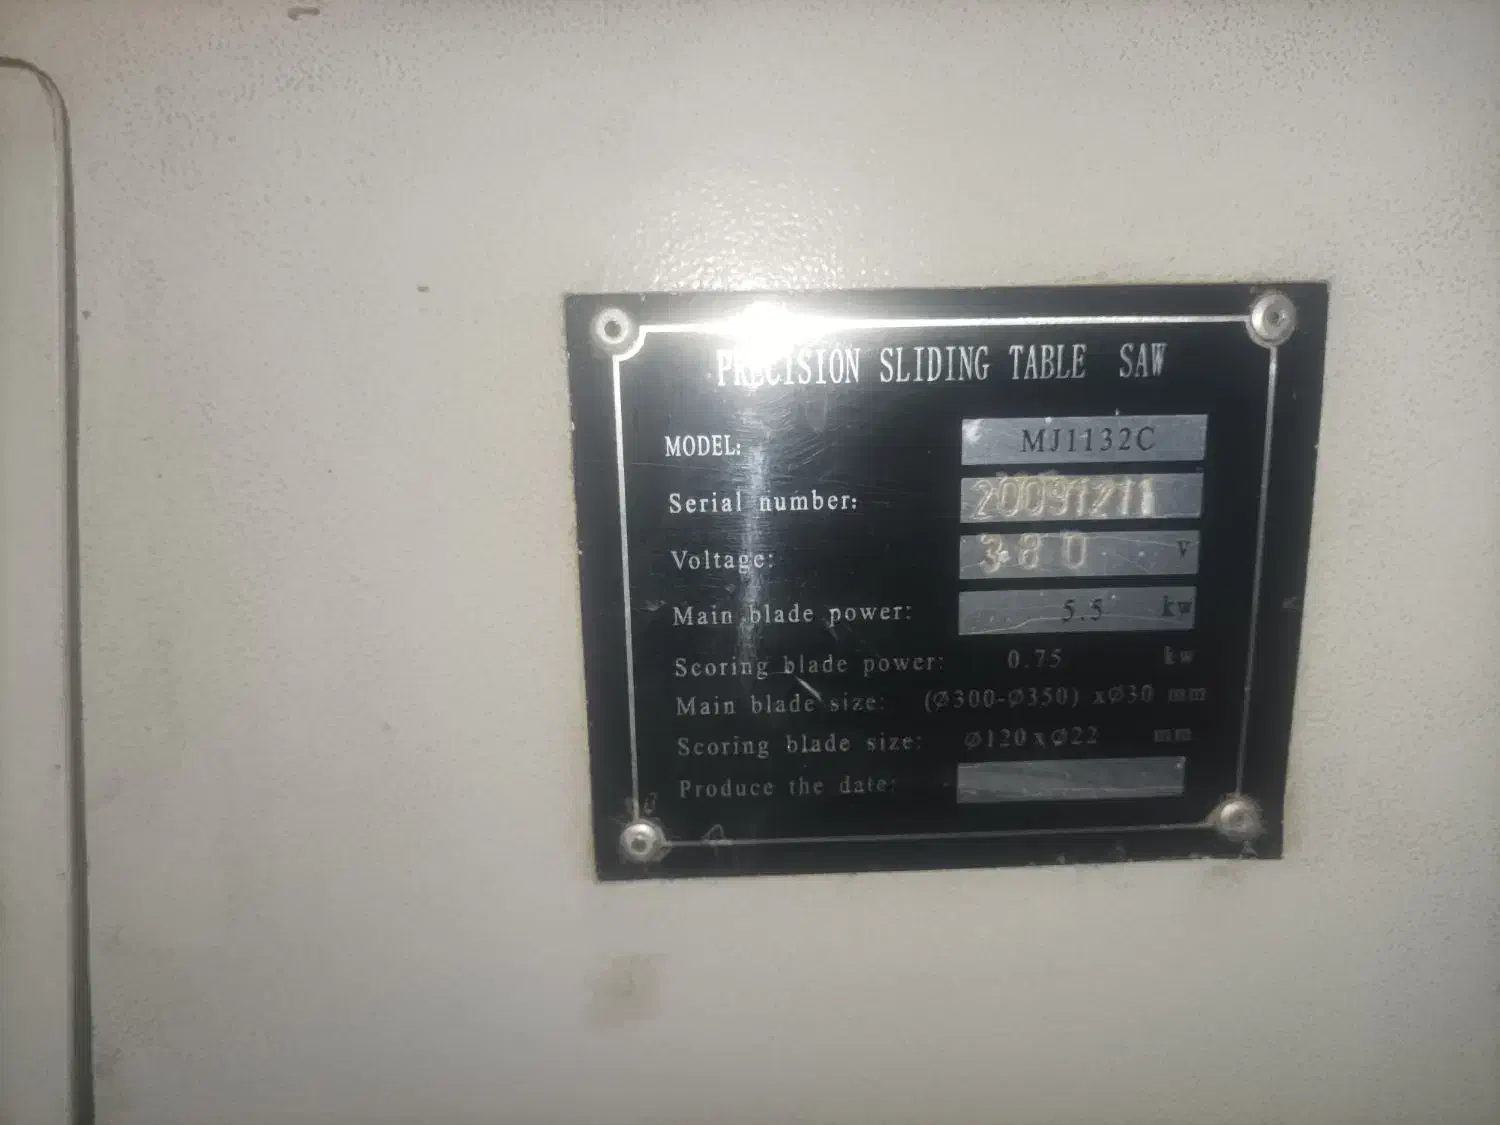 PRECISION SLIDING TABLE SAW
MODEL: MJ1132C
Serial number: 20091211
Voltage: 380 V
Main blade power: 5.5 kw
Scoring blade power: 0.75 kw
Main blade size: (Ø300-Ø350) xØ30 mm
Scoring blade size: Ø120xØ22 mm
Produce the date: